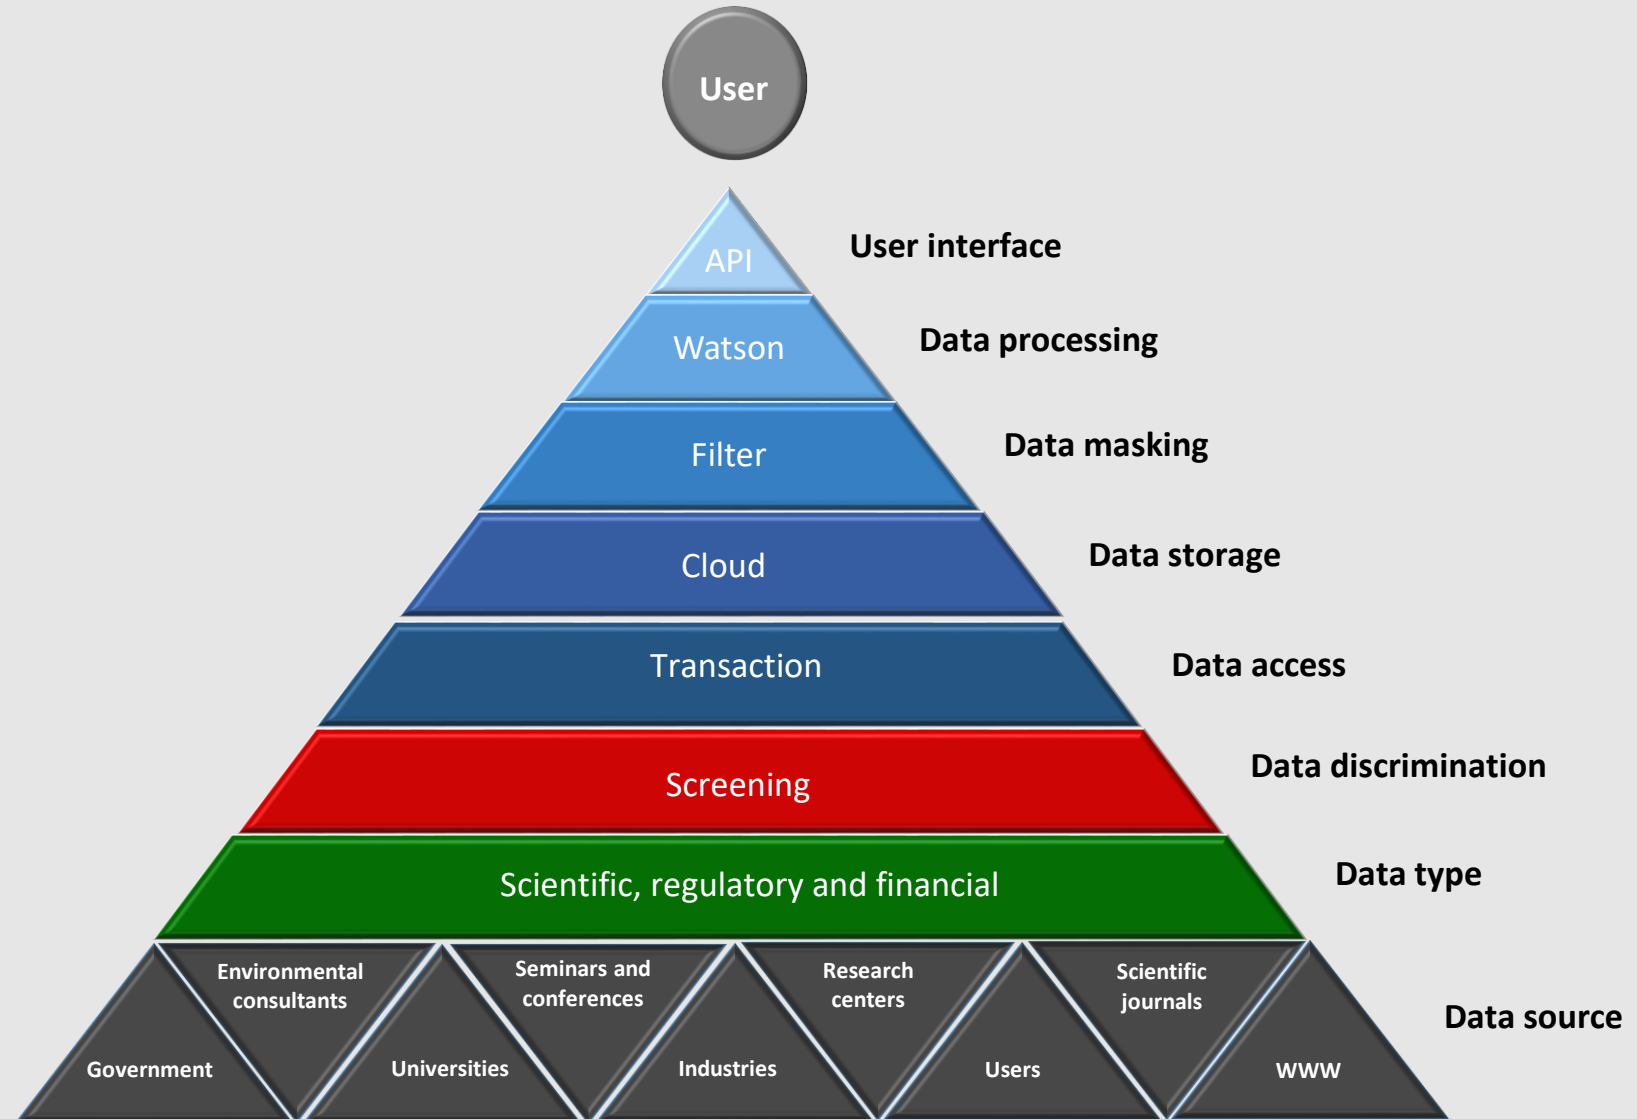 User
API
User interface
Watson
Data processing
Filter
Data masking
Cloud
Data storage
Transaction
Data access
Screening
Data discrimination
Scientific, regulatory and financial
Data type
Environmental
consultants
Seminars and
conferences
Research
centers
Scientific
journals
Data source
Government
Universities
Industries
Users
WWW